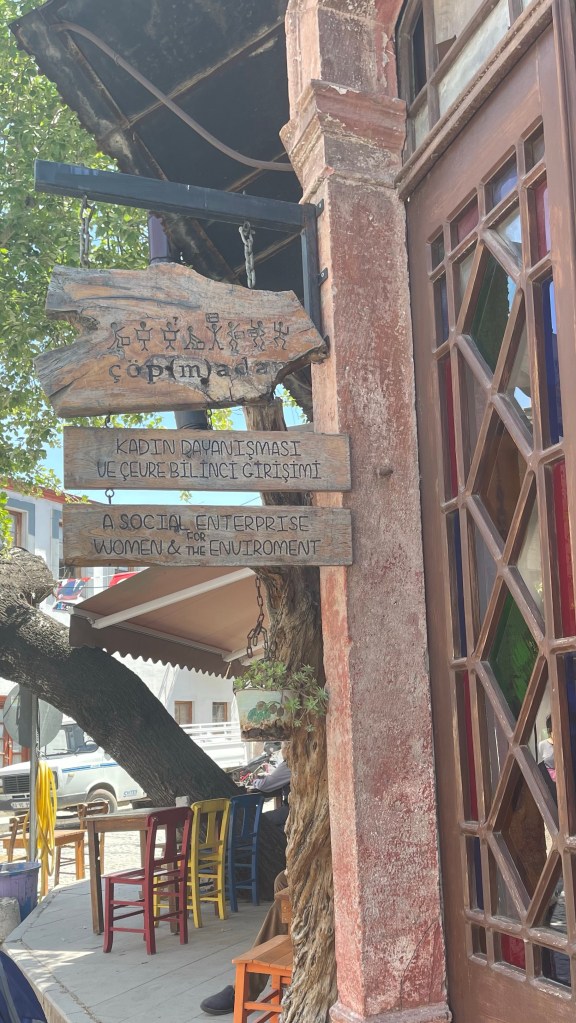 çöp(m)adam
KADIN DAYANIŞMASI
VE ÇEVRE BİLİNCİ GİRİŞİMİ
A SOCIAL ENTERPRISE
FOR
WOMEN & THE ENVIROMENT